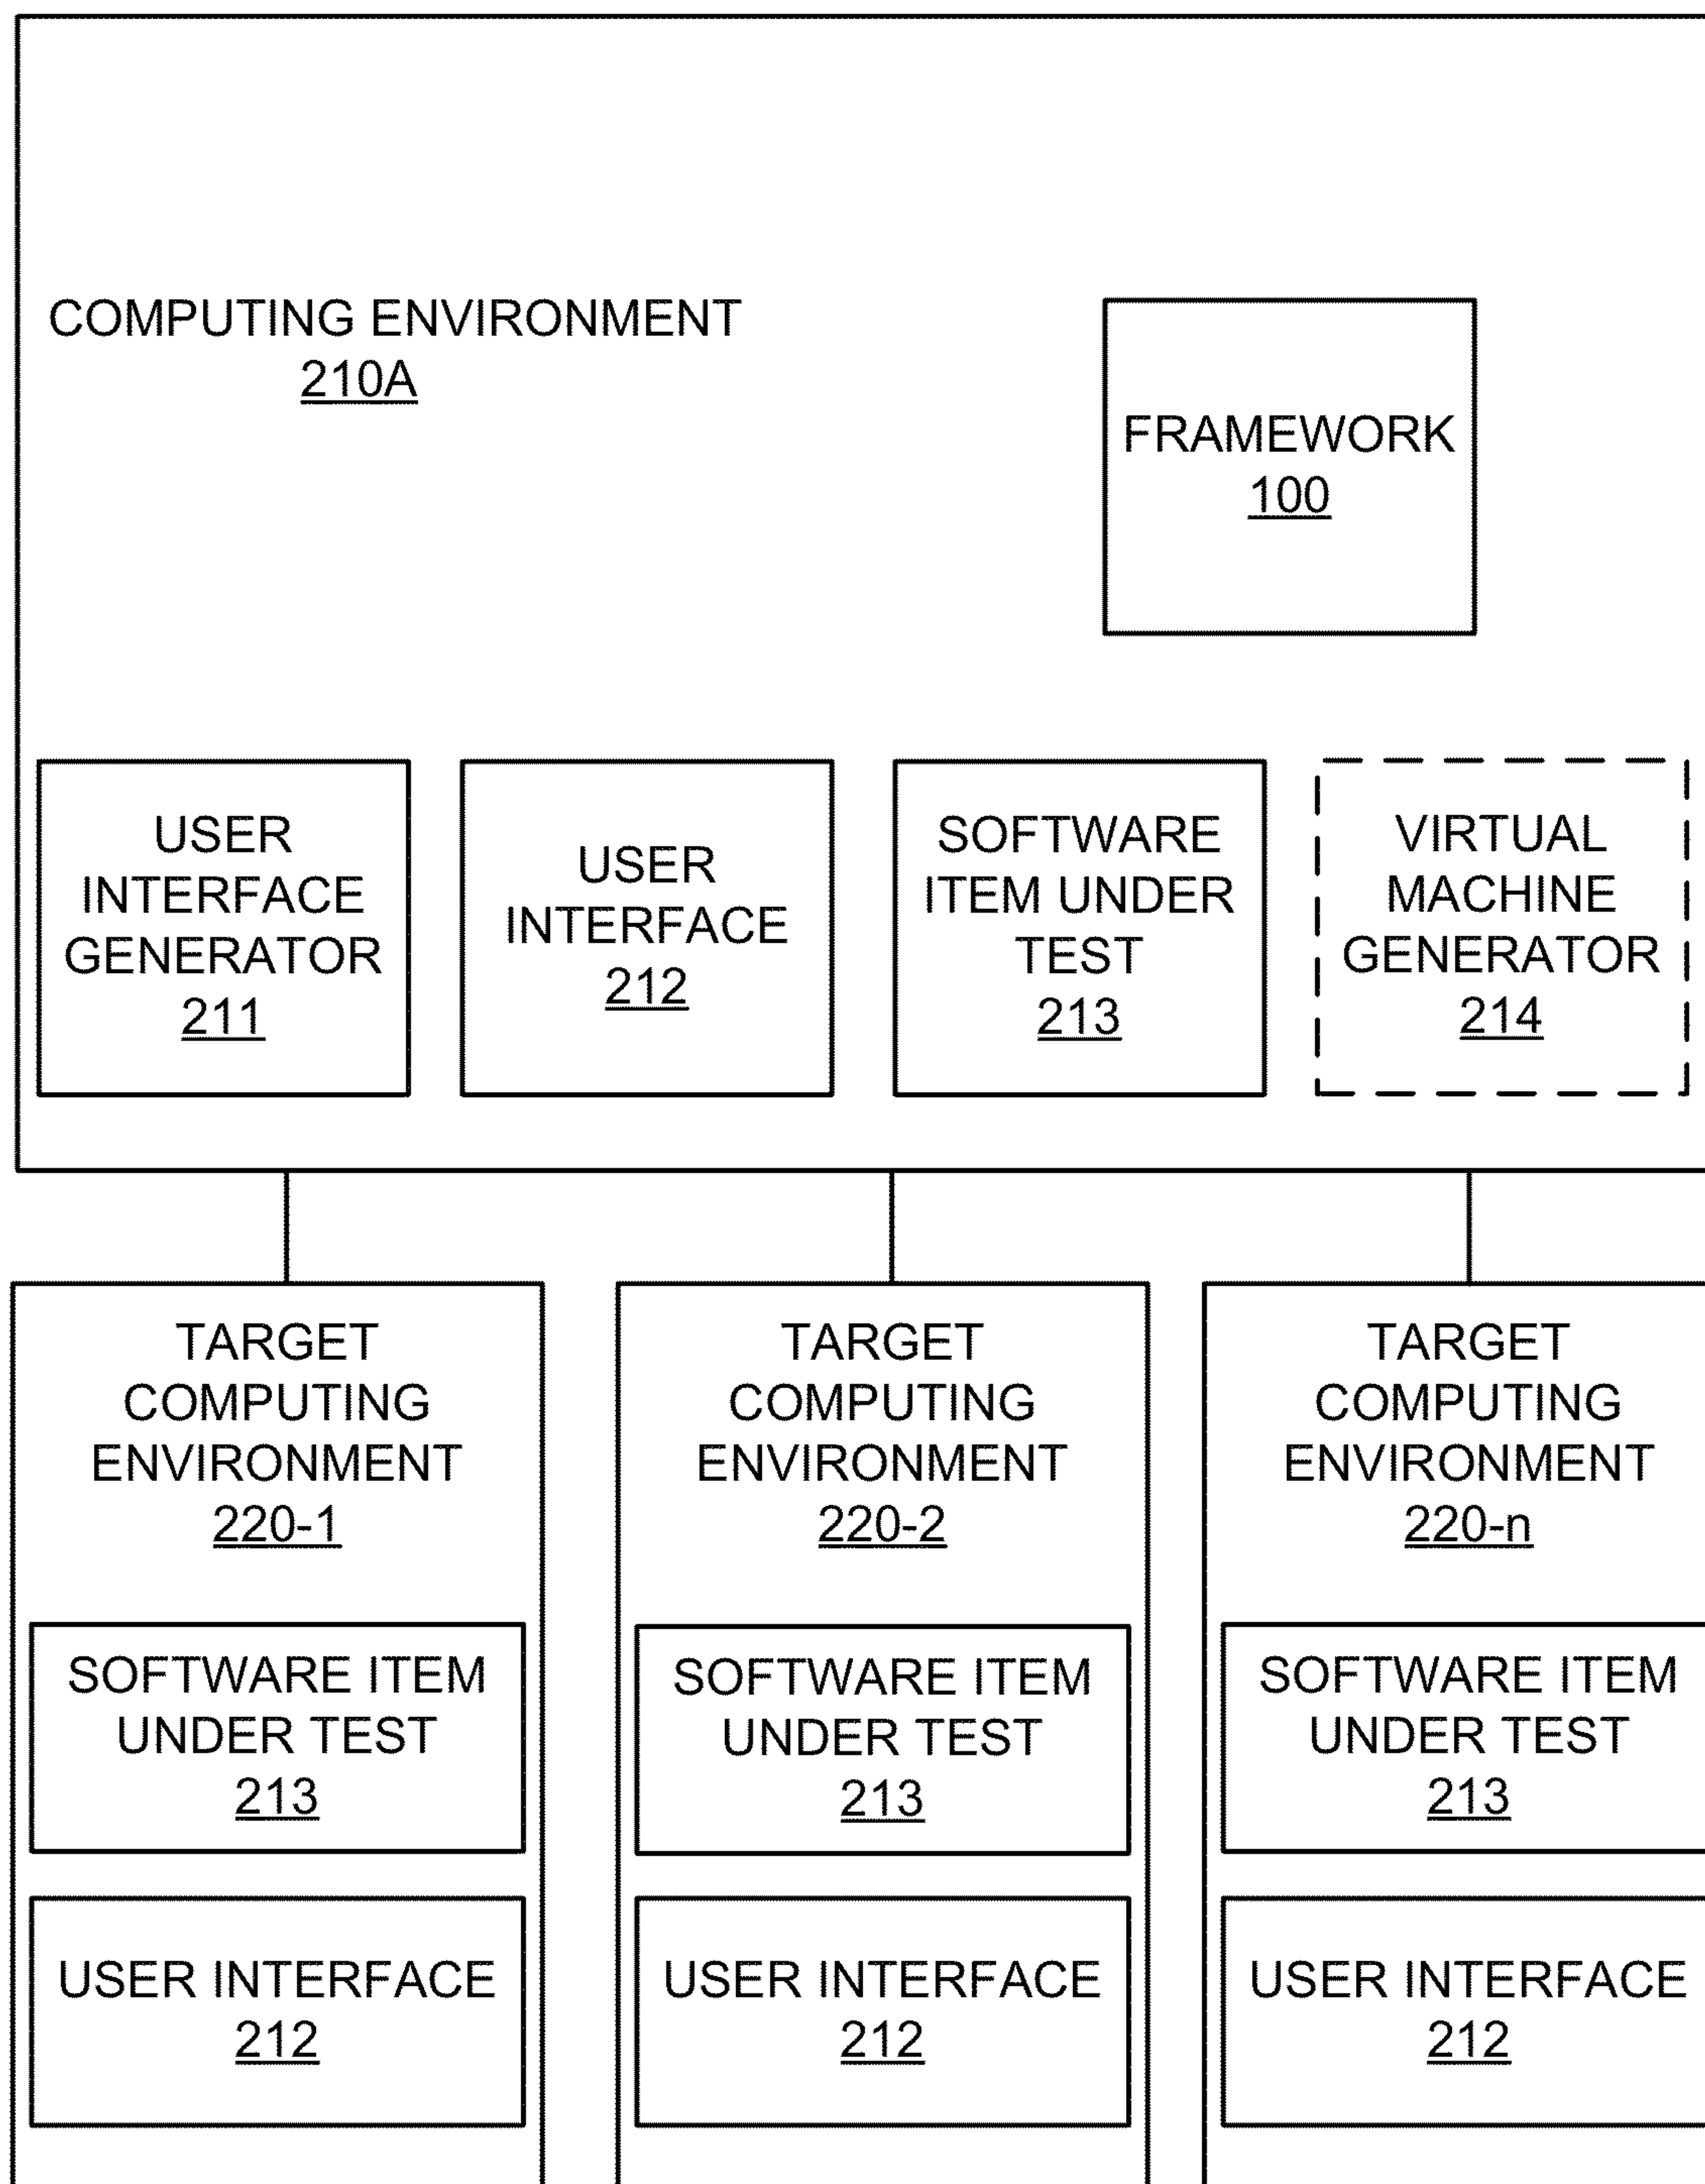 COMPUTING ENVIRONMENT
210A
FRAMEWORK
100
USER
INTERFACE
GENERATOR
211
USER
INTERFACE
212
SOFTWARE
ITEM UNDER
TEST
213
VIRTUAL
MACHINE
GENERATOR
214
TARGET
COMPUTING
ENVIRONMENT
220-1
SOFTWARE ITEM
UNDER TEST
213
USER INTERFACE
212
TARGET
COMPUTING
ENVIRONMENT
220-2
SOFTWARE ITEM
UNDER TEST
213
USER INTERFACE
212
TARGET
COMPUTING
ENVIRONMENT
220-n
SOFTWARE ITEM
UNDER TEST
213
USER INTERFACE
212